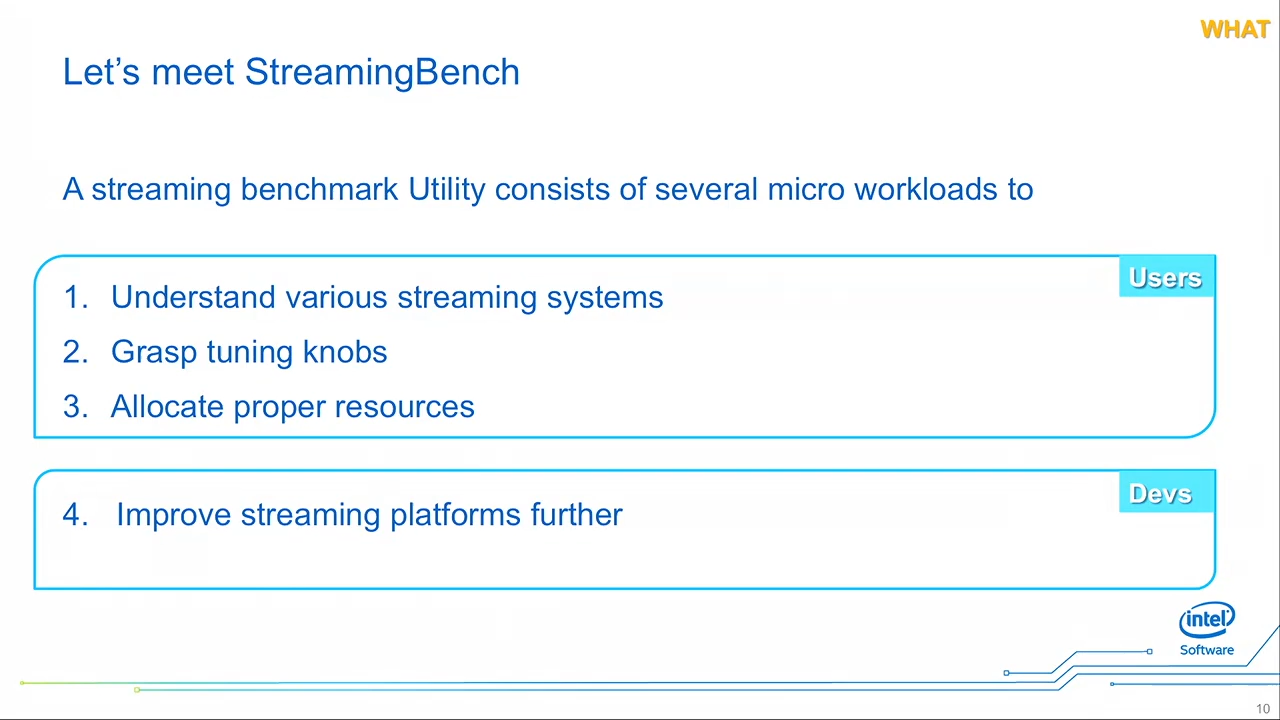 WHAT
Let’s meet StreamingBench
A streaming benchmark Utility consists of several micro workloads to
Users
1. Understand various streaming systems
2. Grasp tuning knobs
3. Allocate proper resources
Devs
4. Improve streaming platforms further
intel
Software
10